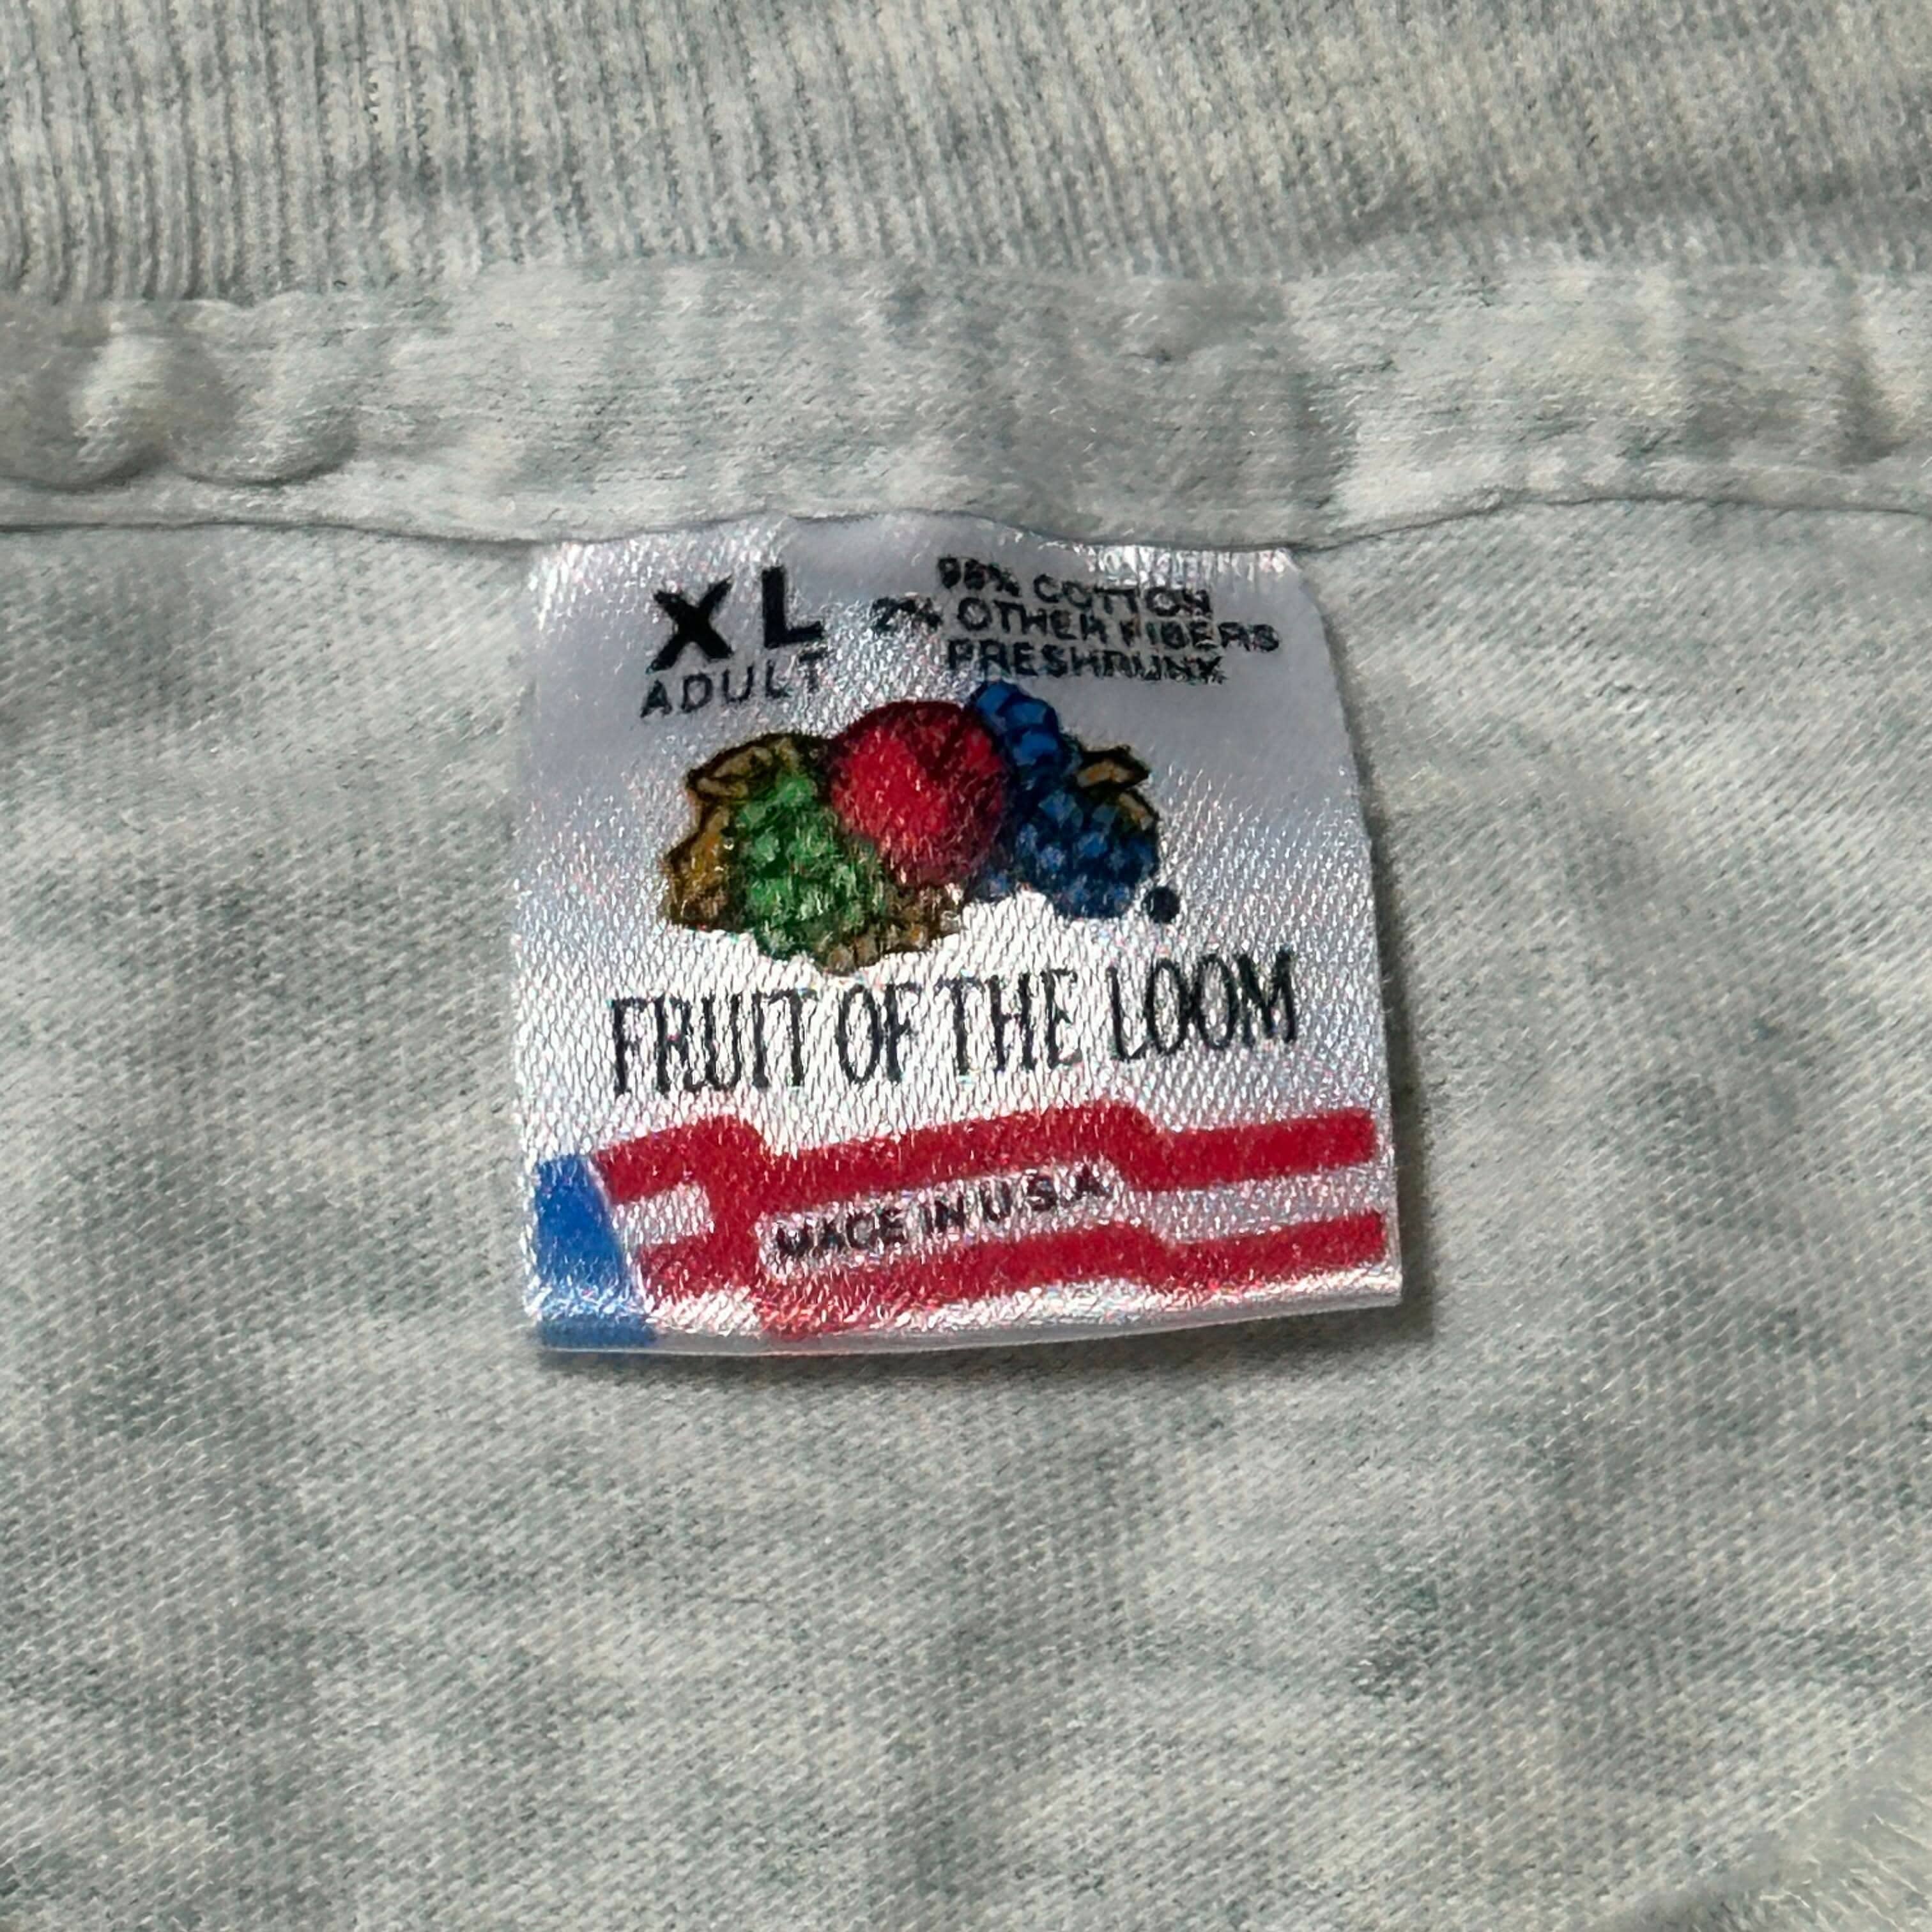 XL
ADULT
98% COTTON
2% OTHER FIBERS
PRESHRUNK
FRUIT OF THE LOOM
MADE IN U.S.A